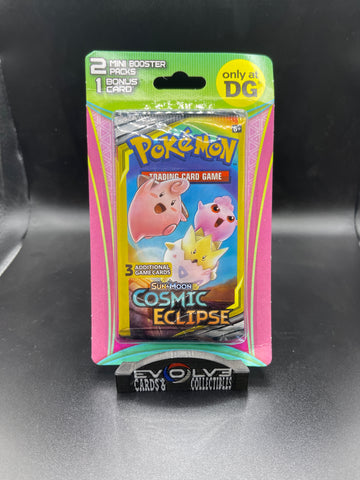 2 MINI BOOSTER
PACKS
1 BONUS
CARD
only at
DG
6+
POKéMON
TRADING CARD GAME
3 ADDITIONAL
GAME CARDS
SUN & MOON
COSMIC
ECLIPSE
EVOLVE
CARDS & COLLECTIBLES